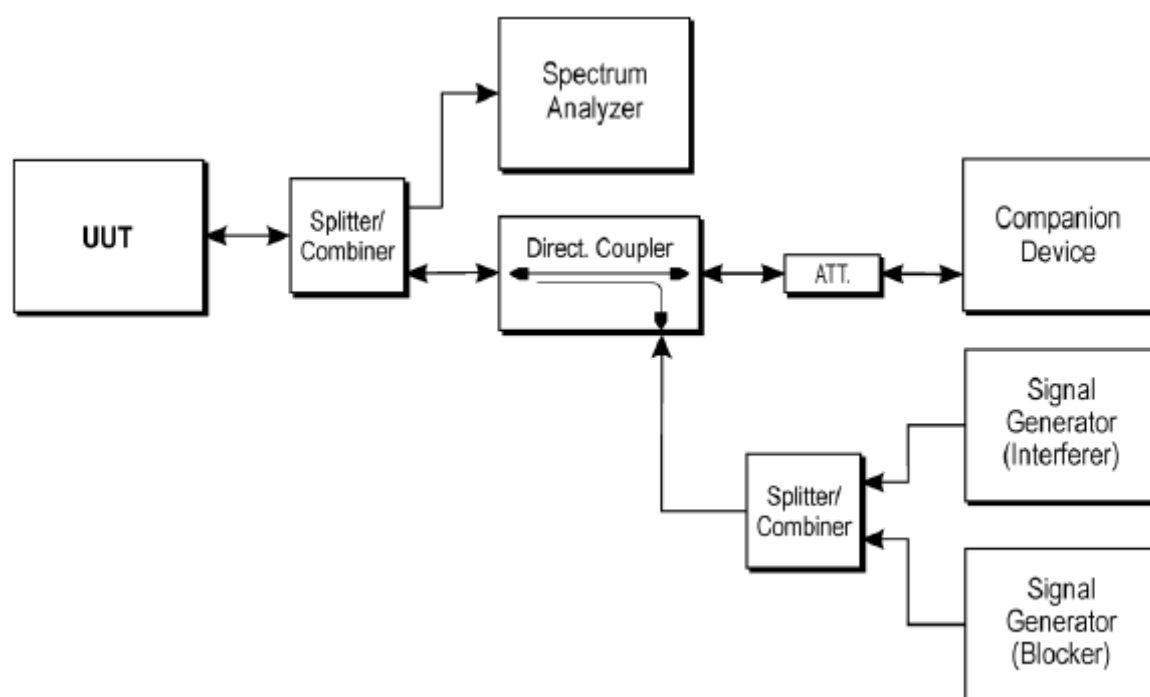 Spectrum
Analyzer
UUT
Splitter/
Combiner
Direct. Coupler
ATT.
Companion
Device
Signal
Generator
(Interferer)
Splitter/
Combiner
Signal
Generator
(Blocker)